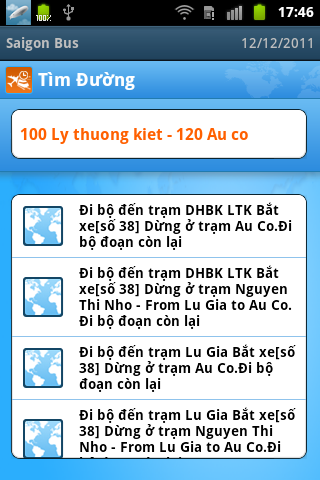 100%
17:46
Saigon Bus 12/12/2011
Tìm Đường
100 Ly thuong kiet - 120 Au co
Đi bộ đến trạm DHBK LTK Bắt
xe[số 38] Dừng ở trạm Au Co.Đi
bộ đoạn còn lại
Đi bộ đến trạm DHBK LTK Bắt
xe[số 38] Dừng ở trạm Nguyen
Thi Nho - From Lu Gia to Au Co.
Đi bộ đoạn còn lại
Đi bộ đến trạm Lu Gia Bắt xe[số
38] Dừng ở trạm Au Co.Đi bộ
đoạn còn lại
Đi bộ đến trạm Lu Gia Bắt xe[số
38] Dừng ở trạm Nguyen Thi
Nho - From Lu Gia to Au Co.Đi